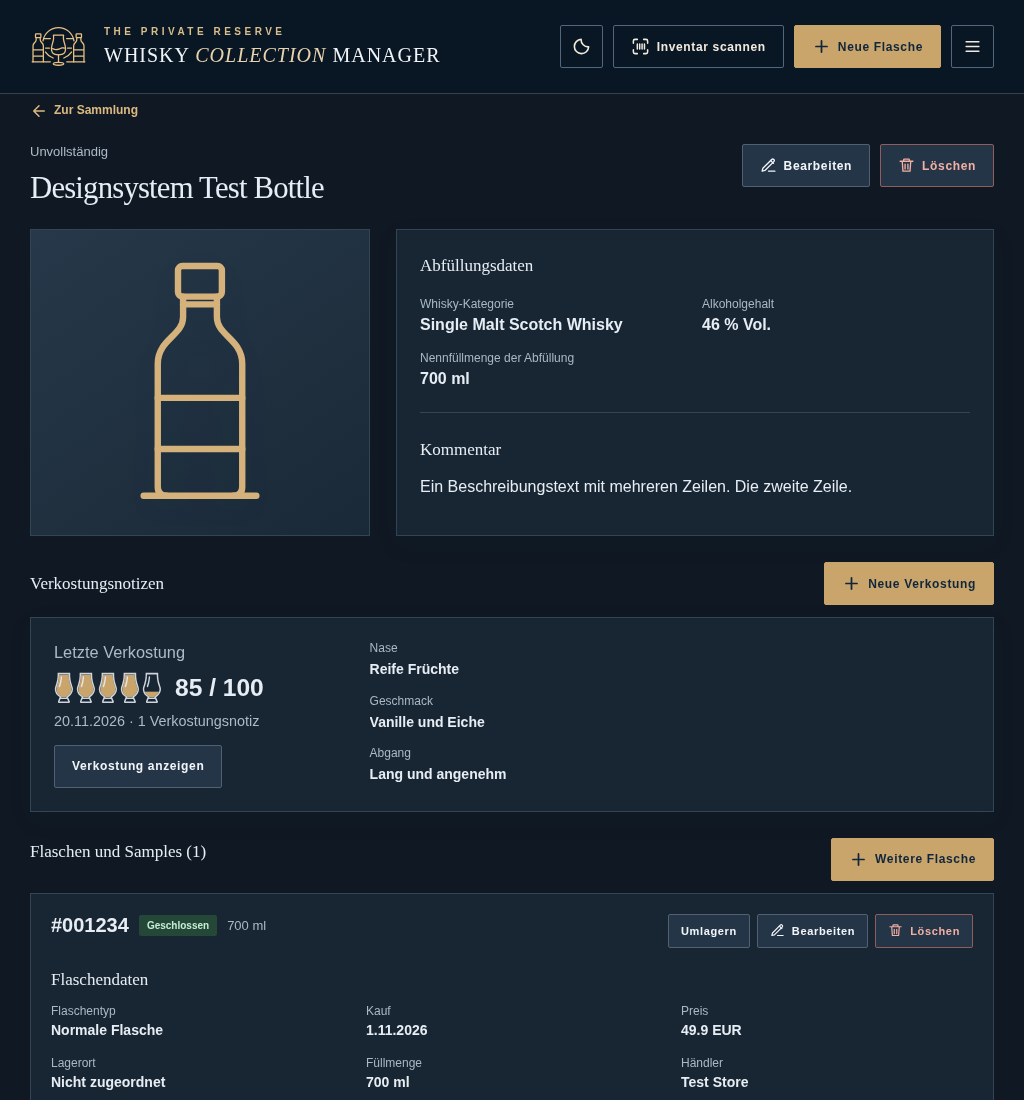 THE PRIVATE RESERVE
WHISKY COLLECTION MANAGER
Inventar scannen
Neue Flasche
Zur Sammlung
Unvollständig
Designsystem Test Bottle
Bearbeiten
Löschen
Abfüllungsdaten
Whisky-Kategorie
Single Malt Scotch Whisky
Alkoholgehalt
46 % Vol.
Nennfüllmenge der Abfüllung
700 ml
Kommentar
Ein Beschreibungstext mit mehreren Zeilen. Die zweite Zeile.
Verkostungsnotizen
Neue Verkostung
Letzte Verkostung
85 / 100
20.11.2026 · 1 Verkostungsnotiz
Verkostung anzeigen
Nase
Reife Früchte
Geschmack
Vanille und Eiche
Abgang
Lang und angenehm
Flaschen und Samples (1)
Weitere Flasche
#001234
Geschlossen
700 ml
Umlagern
Bearbeiten
Löschen
Flaschendaten
Flaschentyp
Normale Flasche
Kauf
1.11.2026
Preis
49.9 EUR
Lagerort
Nicht zugeordnet
Füllmenge
700 ml
Händler
Test Store